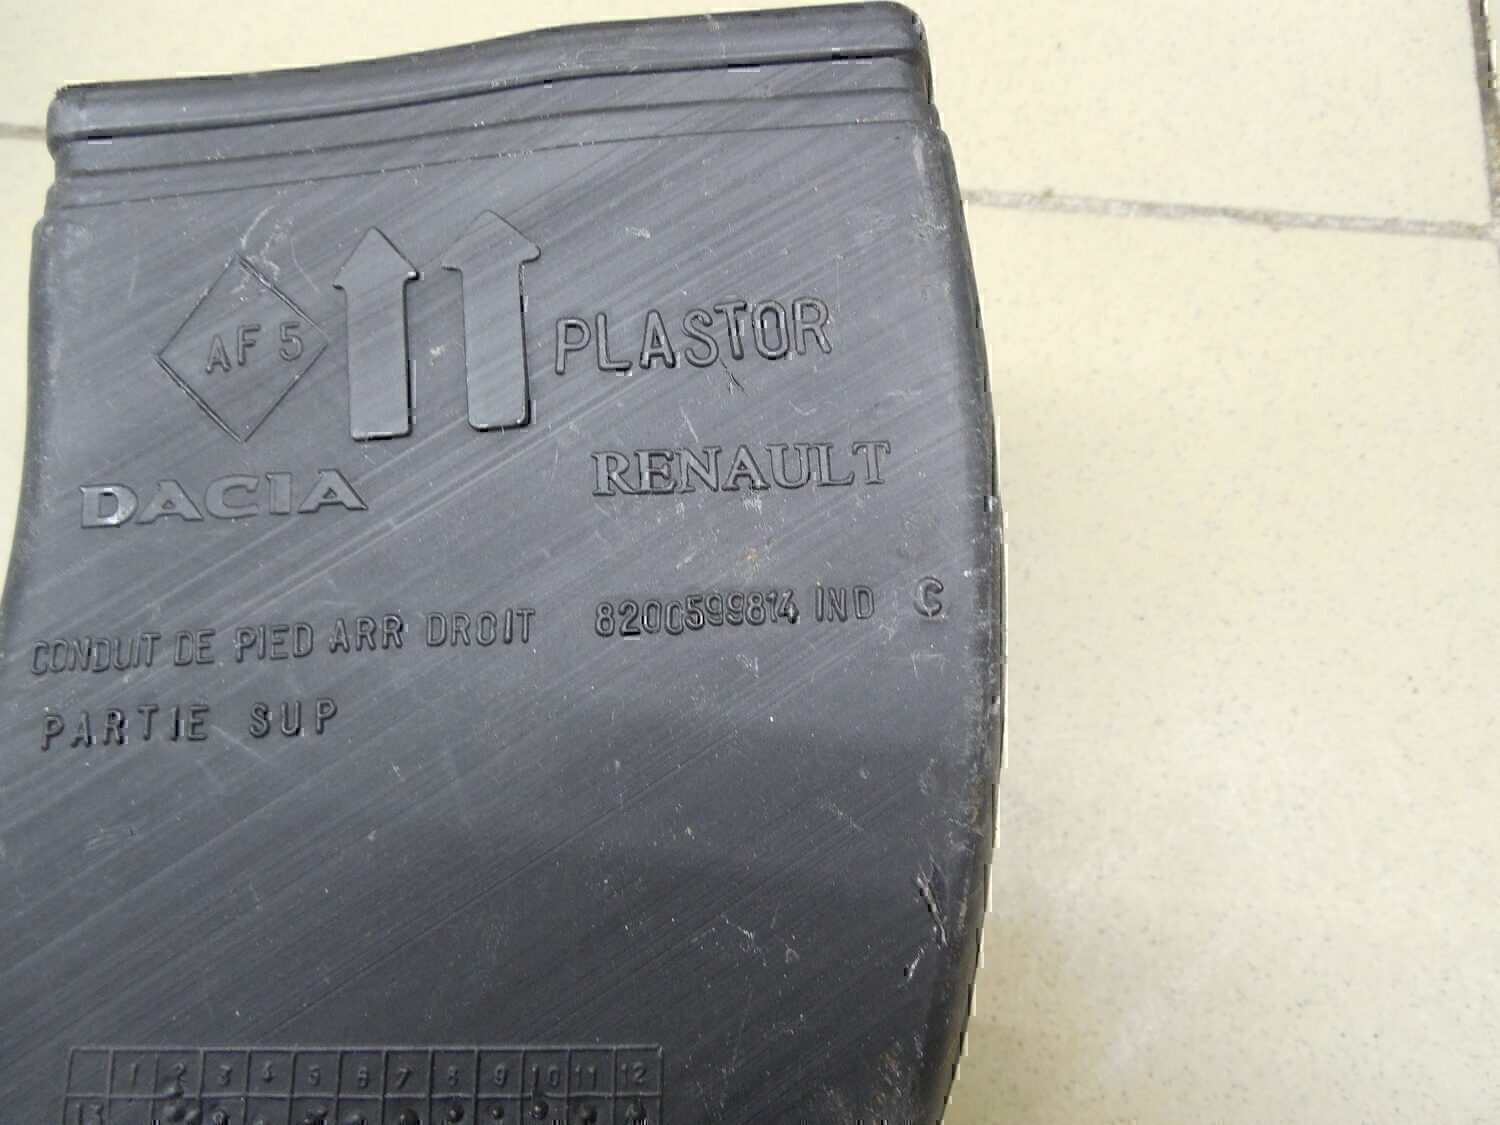 AF 5
PLASTOR
DACIA
RENAULT
CONDUIT DE PIED ARR DROIT 8200599814 IND C
PARTIE SUP
1 2 3 4 5 6 7 8 9 10 11 12
13